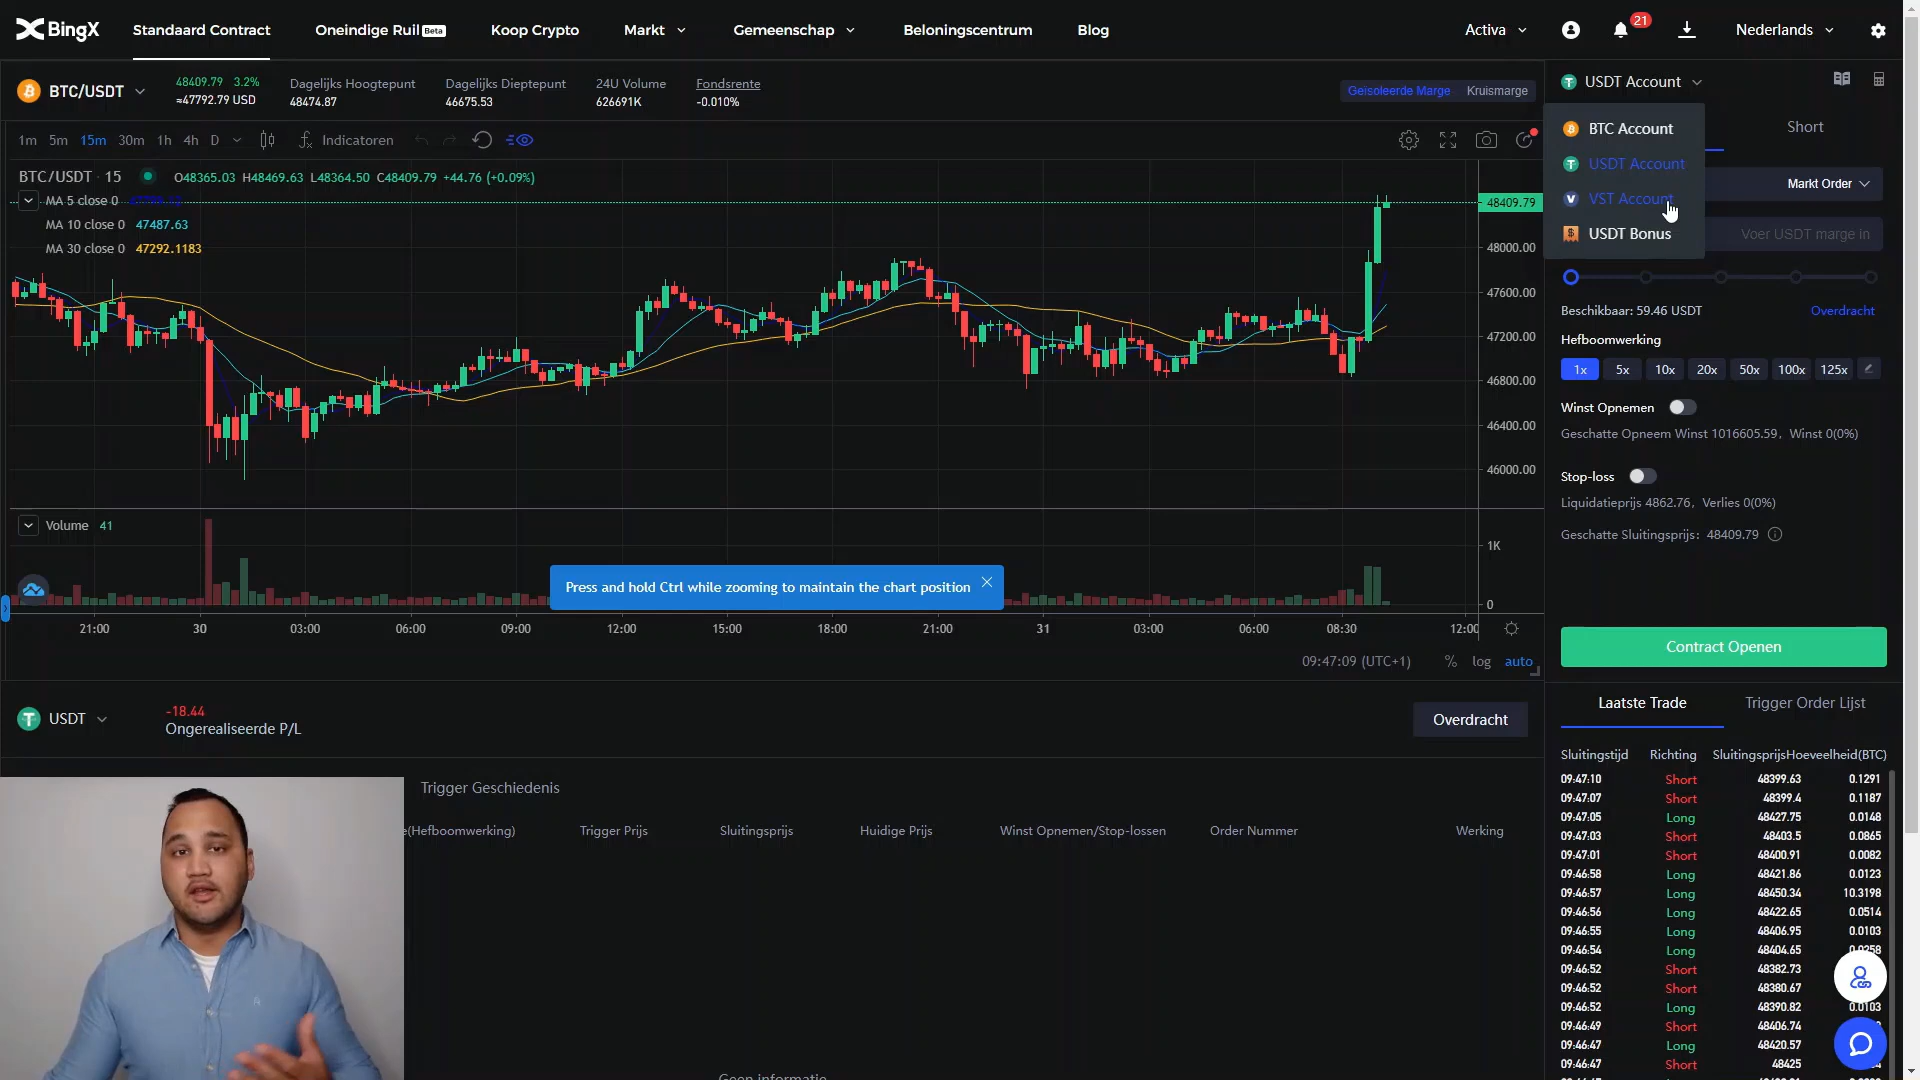 BingX
Standaard Contract
Oneindige Ruil Beta
Koop Crypto
Markt
Gemeenschap
Beloningscentrum
Blog
Activa
21
Nederlands
BTC/USDT
48409.79 3.2%
≈47792.79 USD
Dagelijks Hoogtepunt
48474.87
Dagelijks Dieptepunt
46675.53
24U Volume
626691K
Fondsrente
-0.010%
Geïsoleerde Marge
Kruismarge
USDT Account
BTC Account
USDT Account
VST Account
USDT Bonus
Short
Markt Order
Voer USDT marge in
1m 5m 15m 30m 1h 4h D
Indicatoren
BTC/USDT · 15
O48365.03 H48469.63 L48364.50 C48409.79 +44.76 (+0.09%)
MA 5 close 0
MA 10 close 0 47487.63
MA 30 close 0 47292.1183
48409.79
48000.00
47600.00
47200.00
46800.00
46400.00
46000.00
Volume 41
1K
0
Press and hold Ctrl while zooming to maintain the chart position
21:00 30 03:00 06:00 09:00 12:00 15:00 18:00 21:00 31 03:00 06:00 08:30 12:00
09:47:09 (UTC+1) % log auto
Beschikbaar: 59.46 USDT
Overdracht
Hefboomwerking
1x 5x 10x 20x 50x 100x 125x
Winst Opnemen
Geschatte Opneem Winst 1016605.59, Winst 0(0%)
Stop-loss
Liquidatieprijs 4862.76, Verlies 0(0%)
Geschatte Sluitingsprijs: 48409.79
Contract Openen
USDT
-18.44
Ongerealiseerde P/L
Overdracht
Trigger Geschiedenis
e(Hefboomwerking)
Trigger Prijs
Sluitingsprijs
Huidige Prijs
Winst Opnemen/Stop-lossen
Order Nummer
Werking
Geen informatie
Laatste Trade
Trigger Order Lijst
Sluitingstijd Richting SluitingsprijsHoeveelheid(BTC)
09:47:10 Short 48399.63 0.1291
09:47:07 Short 48399.4 0.1187
09:47:05 Long 48427.75 0.0148
09:47:03 Short 48403.5 0.0865
09:47:01 Short 48400.91 0.0082
09:46:58 Long 48421.86 0.0123
09:46:57 Long 48450.34 10.3198
09:46:56 Long 48422.65 0.0514
09:46:55 Long 48406.95 0.0103
09:46:54 Long 48404.65
09:46:52 Short 48382.73
09:46:52 Short 48380.67
09:46:52 Long 48390.82 0.0103
09:46:49 Short 48406.74
09:46:47 Long 48420.57
09:46:47 Short 48425